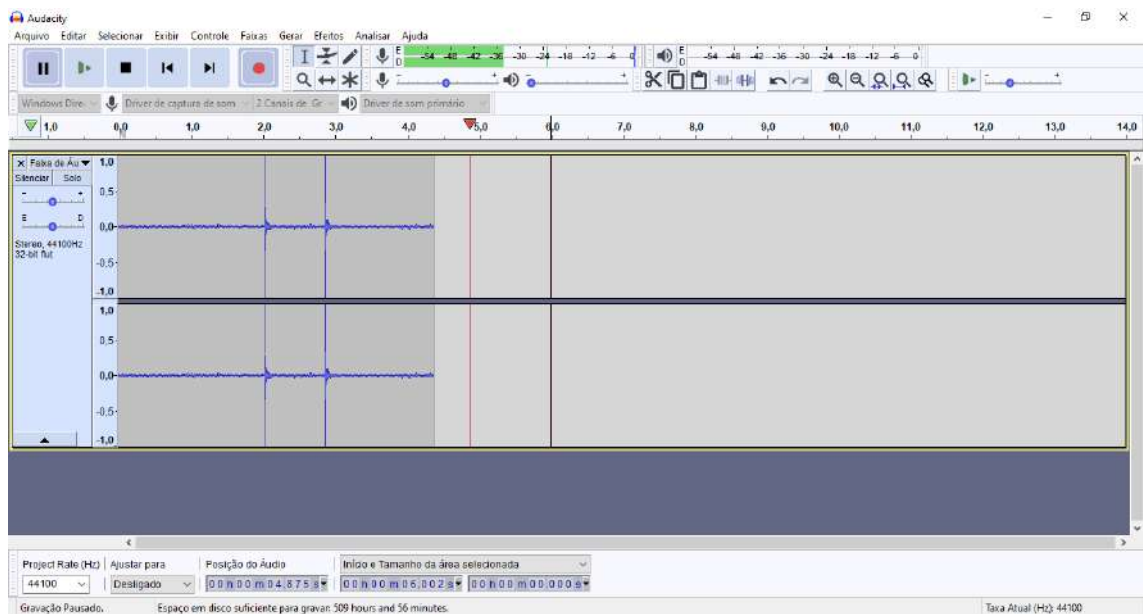 Audacity
Arquivo Editar Selecionar Exibir Controle Faixas Gerar Efeitos Analisar Ajuda
E D -54 -48 -42 -36 -30 -24 -18 -12 -6 0
E D -54 -48 -42 -36 -30 -24 -18 -12 -6 0
Windows Dire Driver de captura de som 2 Canais de Gr Driver de som primário
1,0 0,0 1,0 2,0 3,0 4,0 5,0 6,0 7,0 8,0 9,0 10,0 11,0 12,0 13,0 14,0
X Faixa de Áu
Silenciar Solo
- +
E D
Stereo, 44100Hz
32-bit flut
1,0
0,5
0,0
-0,5
-1,0
1,0
0,5
0,0
-0,5
-1,0
Project Rate (Hz) Ajustar para Posição do Áudio Início e Tamanho da área selecionada
44100 Desligado 00 h 00 m 04,875 s 00 h 00 m 06,002 s 00 h 00 m 00,000 s
Gravação Pausado. Espaço em disco suficiente para gravar: 509 hours and 56 minutes. Taxa Atual (Hz): 44100